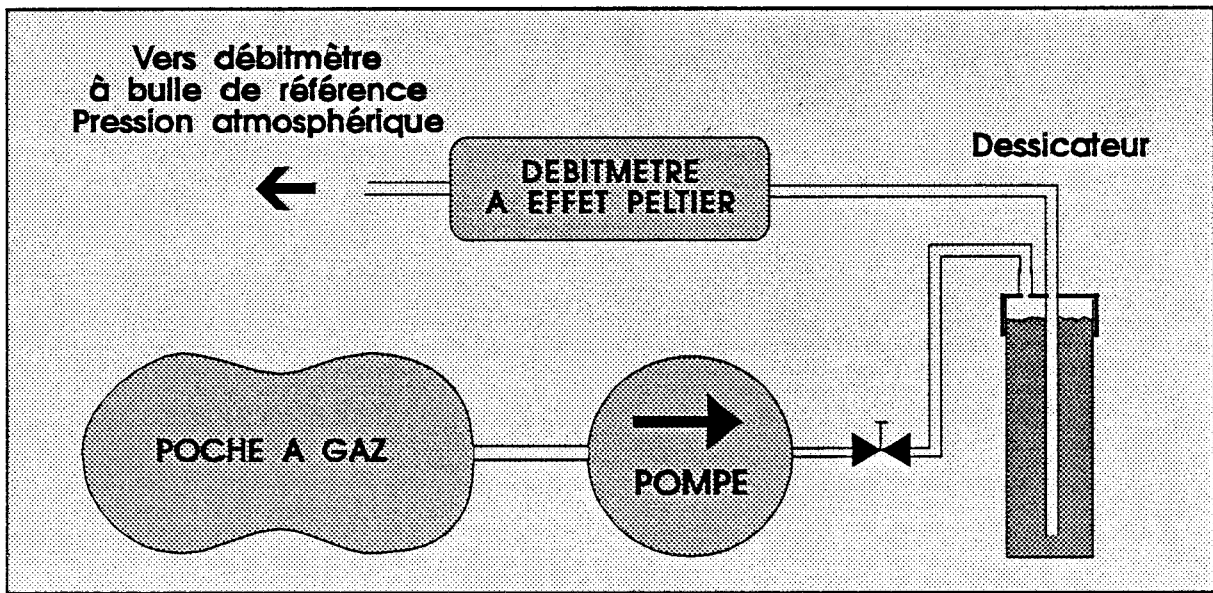 Vers débitmètre
à bulle de référence
Pression atmosphérique
DEBITMETRE
A EFFET PELTIER
Dessicateur
POCHE A GAZ
POMPE